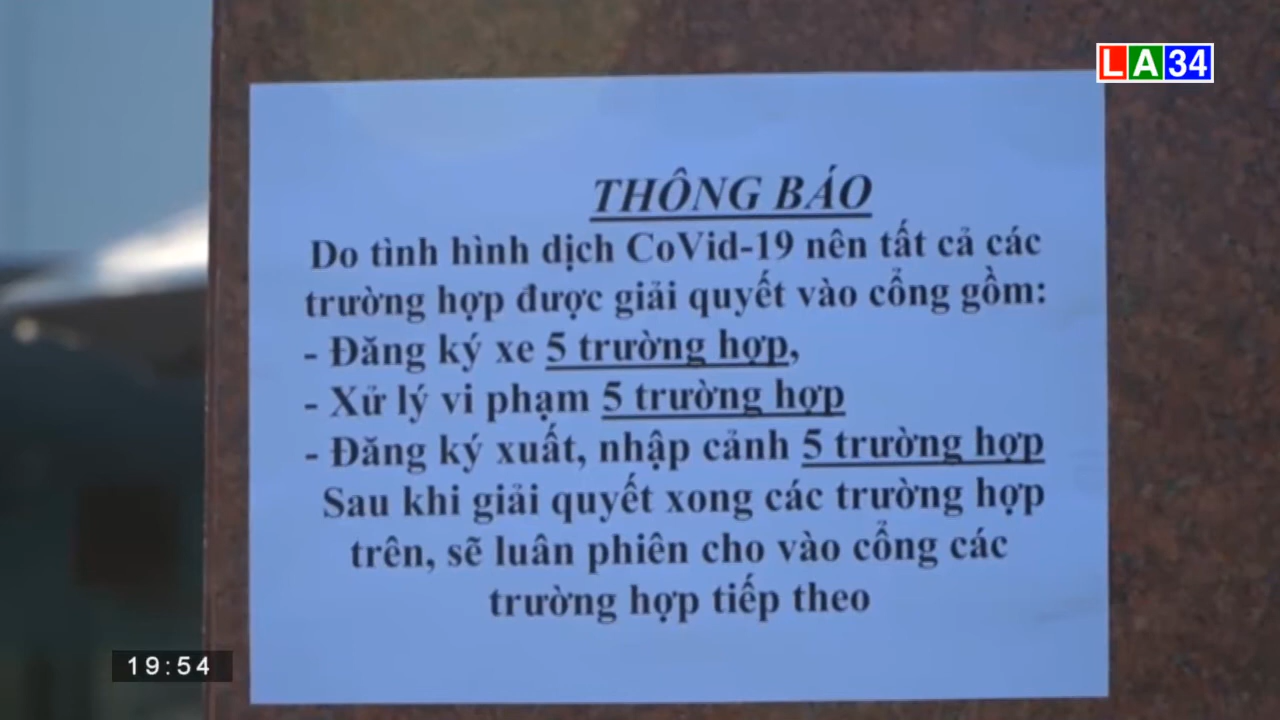 LA34
THÔNG BÁO
Do tình hình dịch CoVid-19 nên tất cả các
trường hợp được giải quyết vào cổng gồm:
- Đăng ký xe 5 trường hợp,
- Xử lý vi phạm 5 trường hợp
- Đăng ký xuất, nhập cảnh 5 trường hợp
Sau khi giải quyết xong các trường hợp
trên, sẽ luân phiên cho vào cổng các
trường hợp tiếp theo
19:54